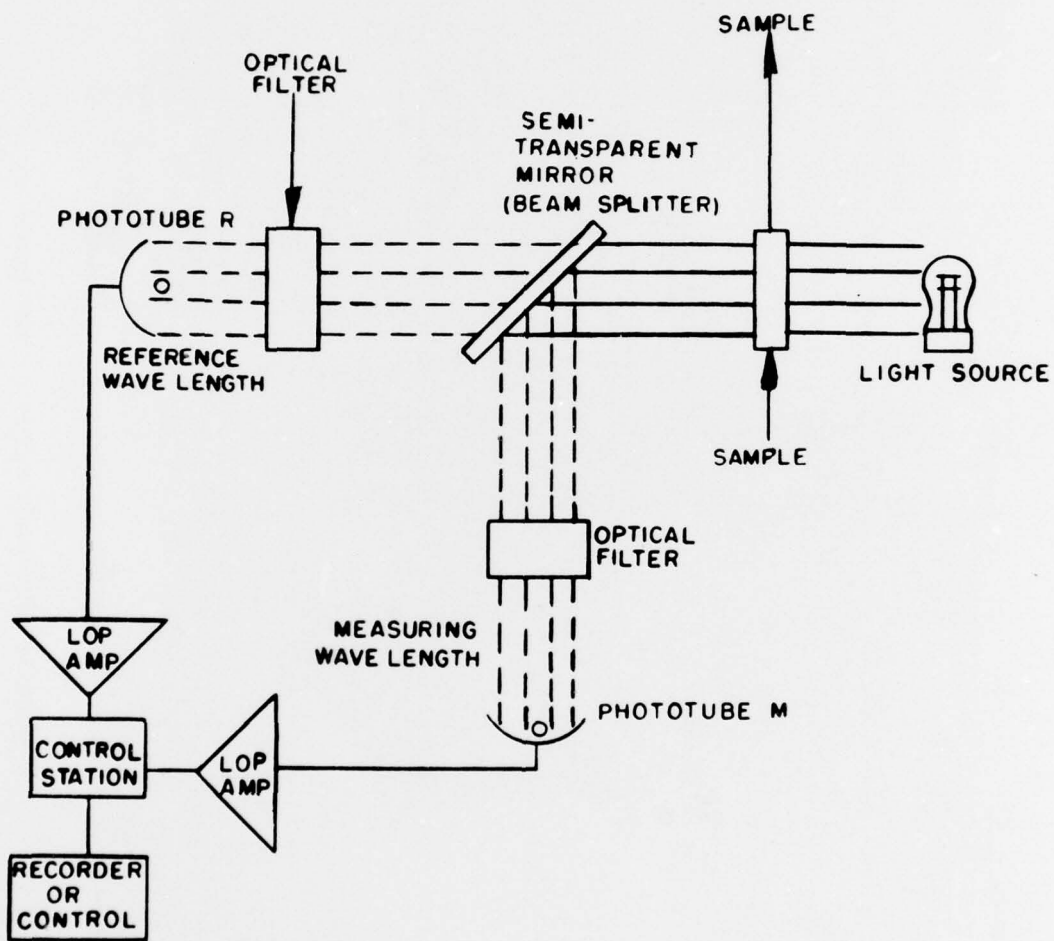 SAMPLE
OPTICAL
FILTER
SEMI-
TRANSPARENT
MIRROR
(BEAM SPLITTER)
PHOTOTUBE R
REFERENCE
WAVE LENGTH
LIGHT SOURCE
SAMPLE
OPTICAL
FILTER
MEASURING
WAVE LENGTH
PHOTOTUBE M
LOP
AMP
CONTROL
STATION
LOP
AMP
RECORDER
OR
CONTROL